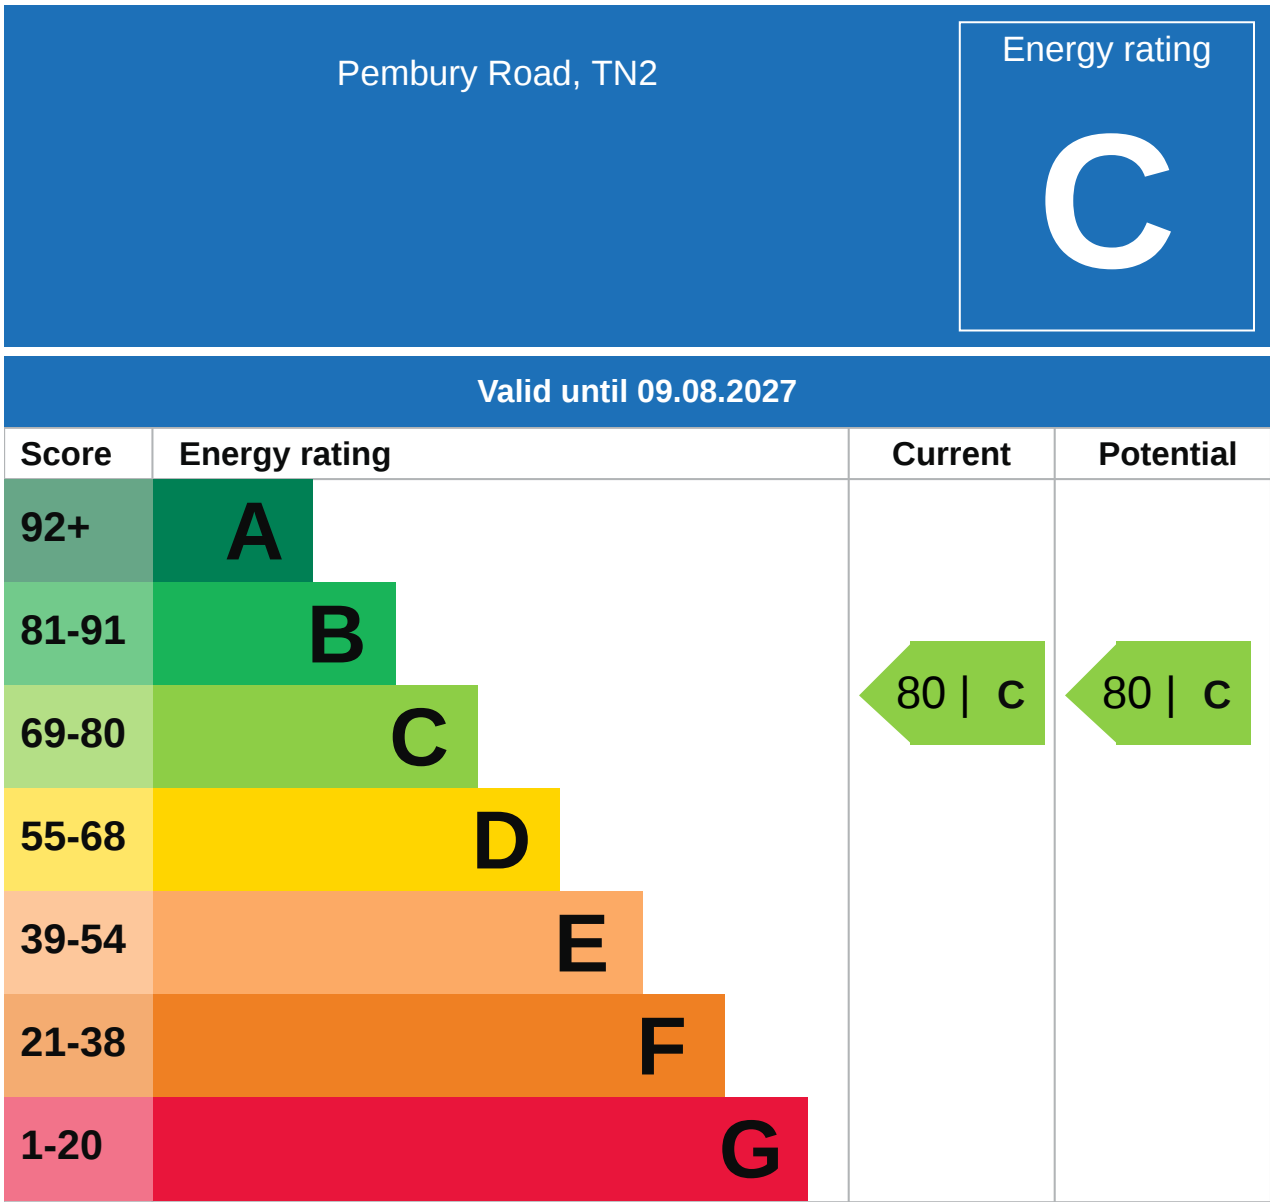 Pembury Road, TN2
Energy rating
C
Valid until 09.08.2027
Score Energy rating Current Potential
92+ A
81-91 B
80 | C 80 | C
69-80 C
55-68 D
39-54 E
21-38 F
1-20 G